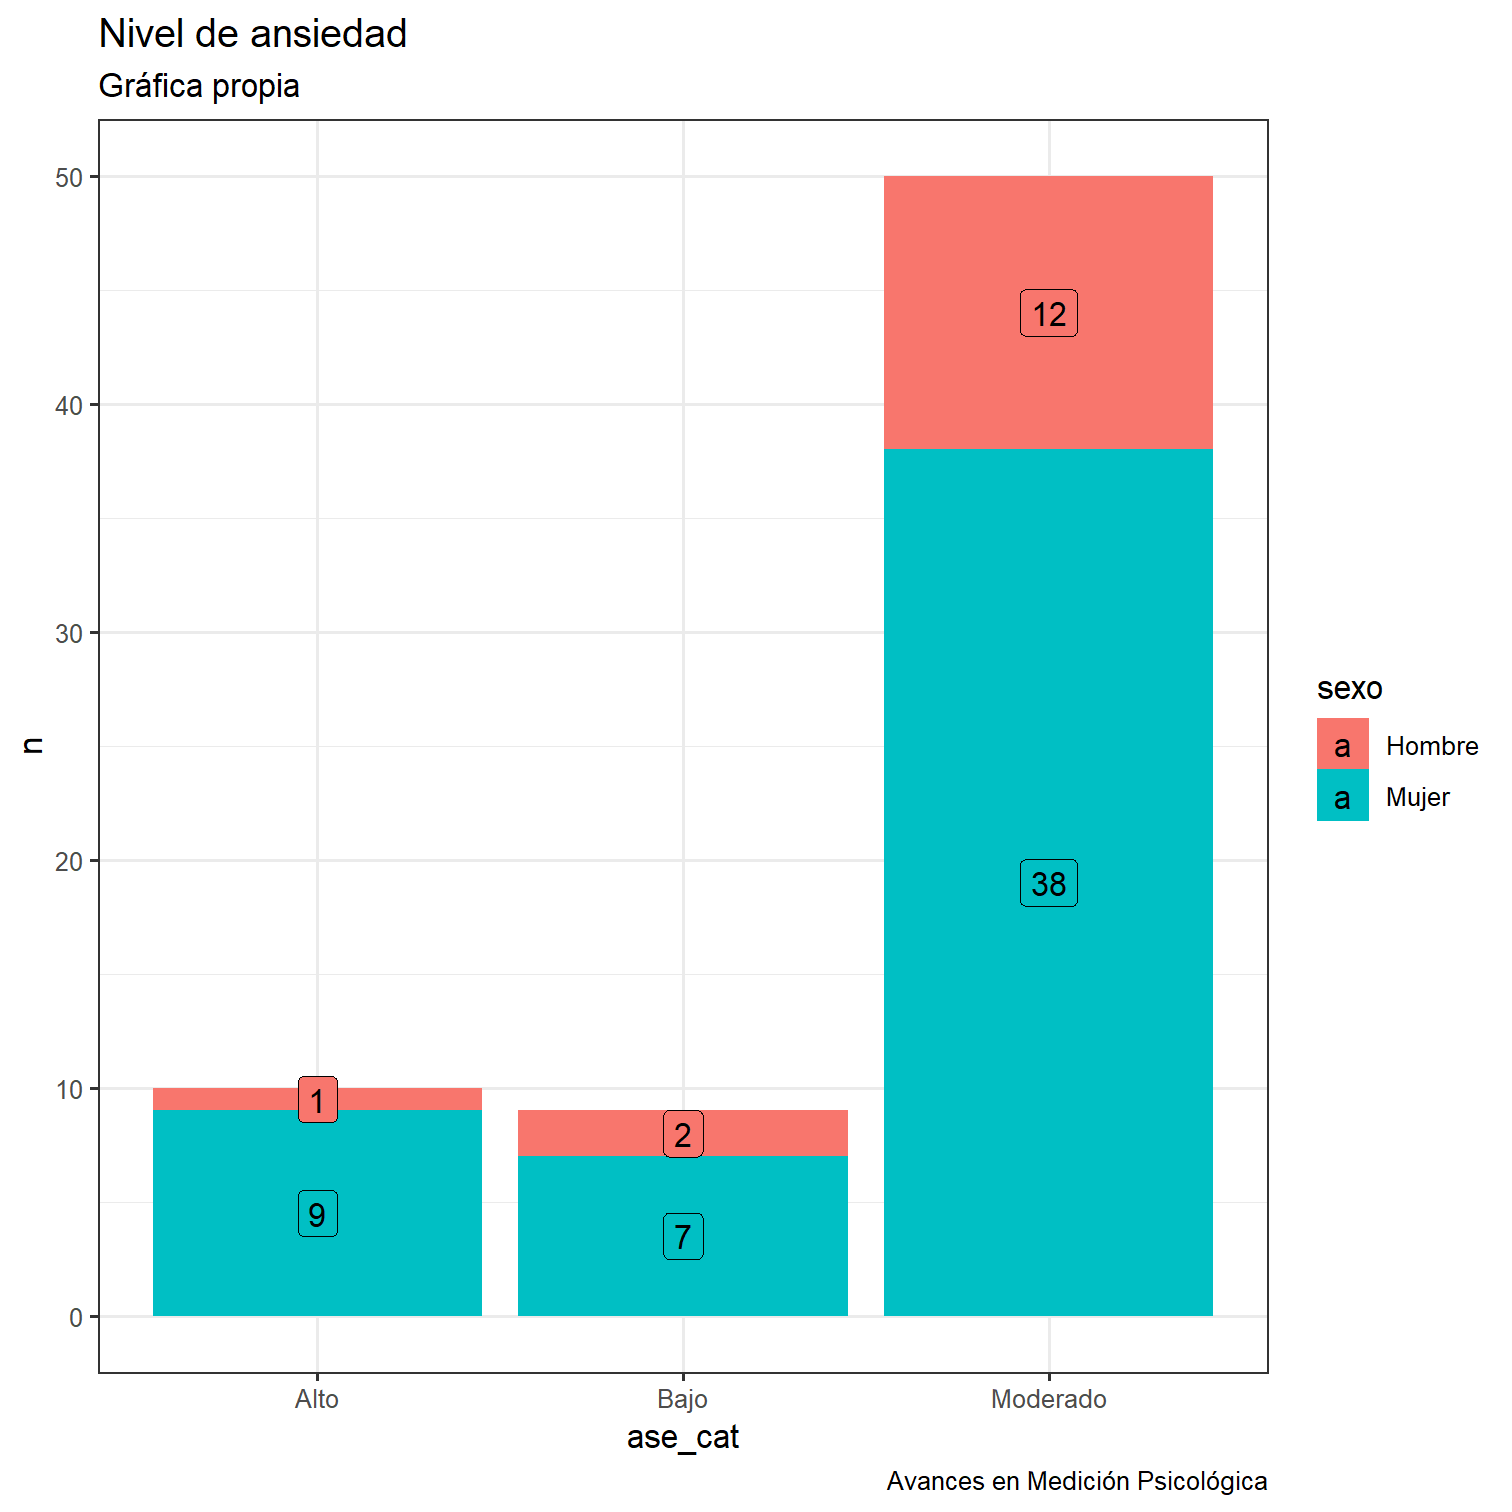 Nivel de ansiedad
Gráfica propia
50
40
30
20
10
0
n
12
38
1
9
2
7
Alto
Bajo
Moderado
ase_cat
sexo
a Hombre
a Mujer
Avances en Medición Psicológica